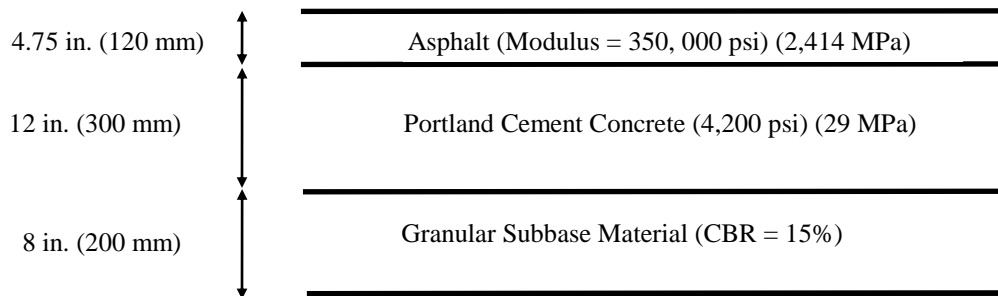 4.75 in. (120 mm)
Asphalt (Modulus = 350, 000 psi) (2,414 MPa)
12 in. (300 mm)
Portland Cement Concrete (4,200 psi) (29 MPa)
8 in. (200 mm)
Granular Subbase Material (CBR = 15%)